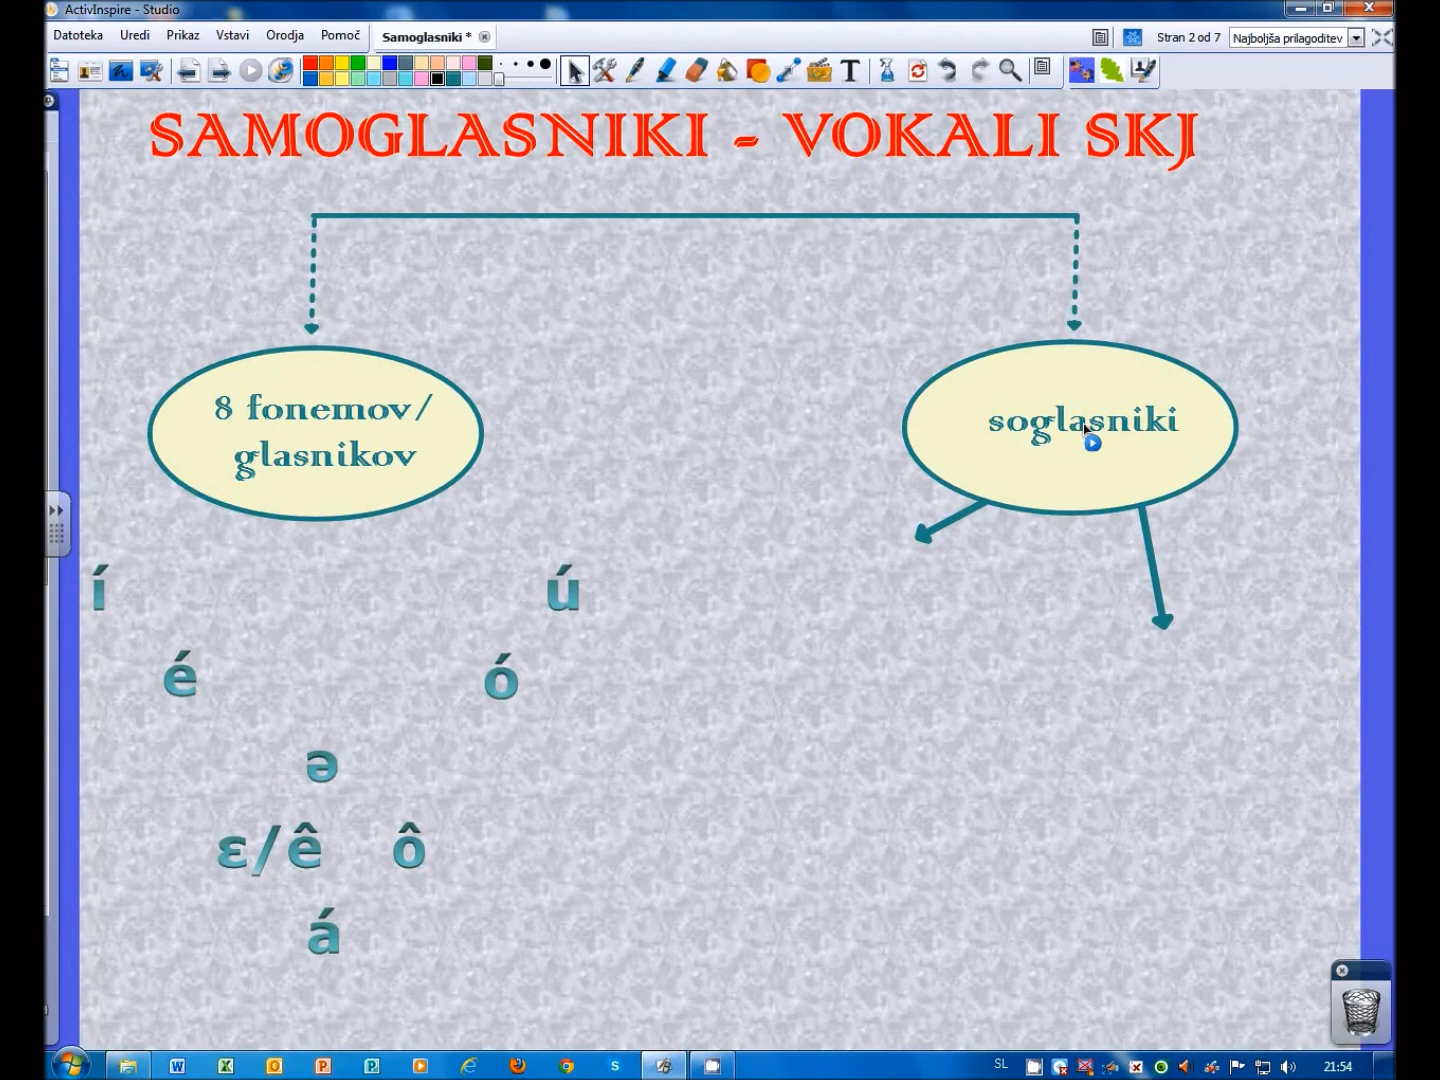 ActivInspire - Studio
Datoteka Uredi Prikaz Vstavi Orodja Pomoč
Samoglasniki *
Stran 2 od 7
Najboljša prilagoditev
T
SAMOGLASNIKI - VOKALI SKJ
8 fonemov/
glasnikov
soglasniki
í ú
é ó
ə
ε/ê ô
á
SL
21:54